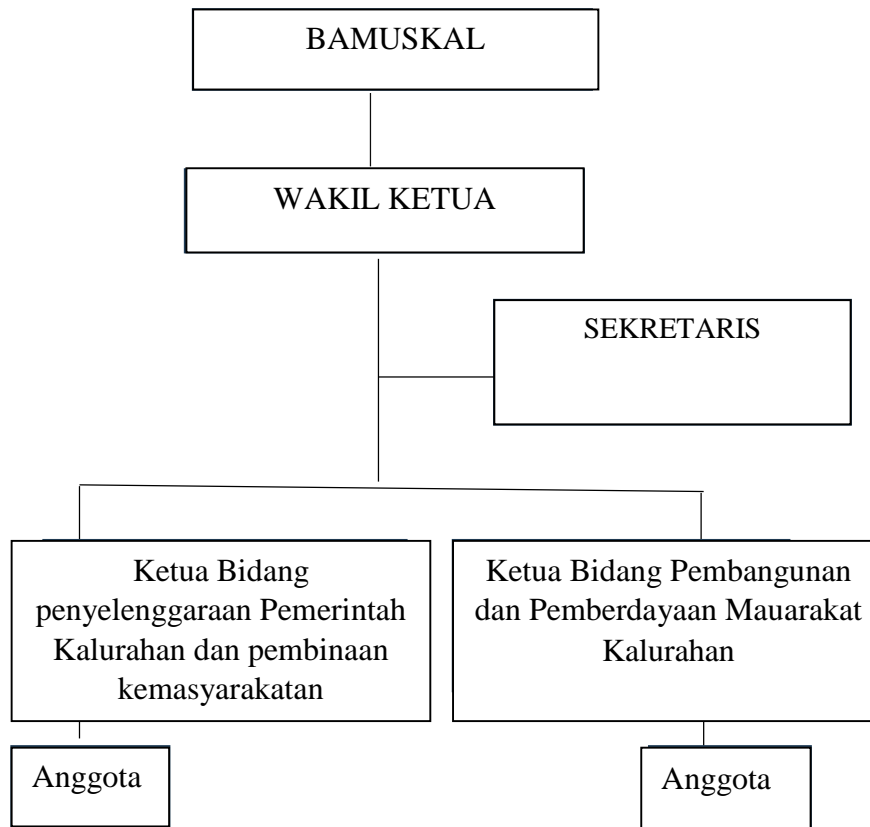 BAMUSKAL
WAKIL KETUA
SEKRETARIS
Ketua Bidang
penyelenggaraan Pemerintah
Kalurahan dan pembinaan
kemasyarakatan
Ketua Bidang Pembangunan
dan Pemberdayaan Mauarakat
Kalurahan
Anggota
Anggota